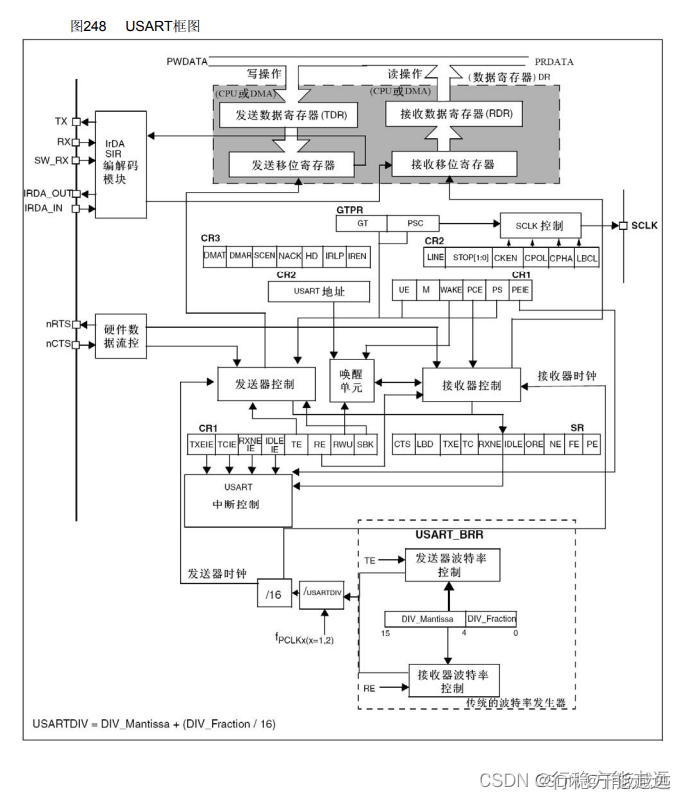 图248 USART框图
PWDATA
PRDATA
写操作
读操作
(数据寄存器) DR
(CPU或DMA)
(CPU或DMA)
发送数据寄存器(TDR)
接收数据寄存器(RDR)
TX
RX
SW_RX
IRDA_OUT
IRDA_IN
IrDA
SIR
编解码
模块
发送移位寄存器
接收移位寄存器
GTPR
GT PSC
SCLK 控制
SCLK
CR3
DMAT DMAR SCEN NACK HD IRLP IREN
CR2
LINE STOP[1:0] CKEN CPOL CPHA LBCL
CR2
USART 地址
CR1
UE M WAKE PCE PS PEIE
nRTS
nCTS
硬件数
据流控
发送器控制
唤醒
单元
接收器控制
接收器时钟
CR1
TXEIE TCIE RXNE IE IDLE IE TE RE RWU SBK
SR
CTS LBD TXE TC RXNE IDLE ORE NE FE PE
USART
中断控制
USART_BRR
发送器时钟
TE
发送器波特率
控制
/16
/USARTDIV
DIV_Mantissa DIV_Fraction
15 4 0
fPCLKx(x=1,2)
接收器波特率
控制
RE
传统的波特率发生器
USARTDIV = DIV_Mantissa + (DIV_Fraction / 16)